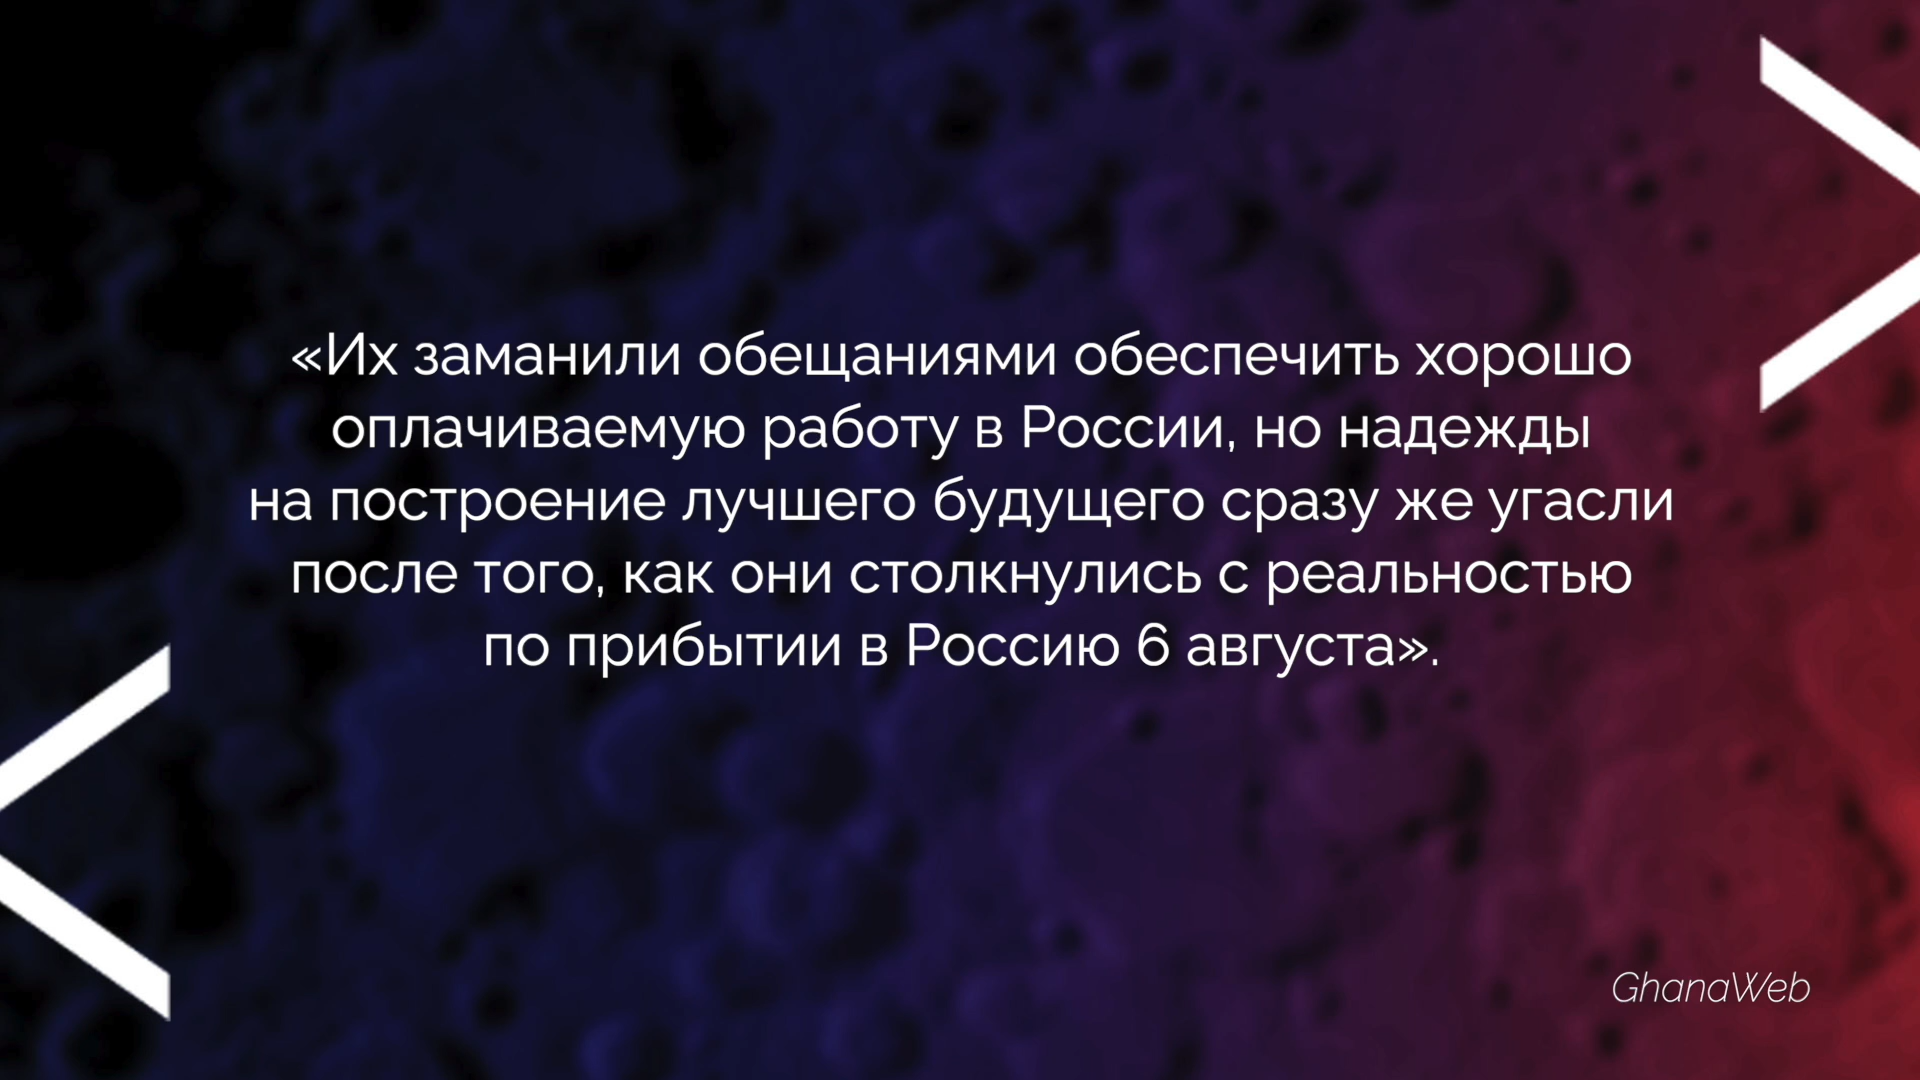 «Их заманили обещаниями обеспечить хорошо
оплачиваемую работу в России, но надежды
на построение лучшего будущего сразу же угасли
после того, как они столкнулись с реальностью
по прибытии в Россию 6 августа».
GhanaWeb